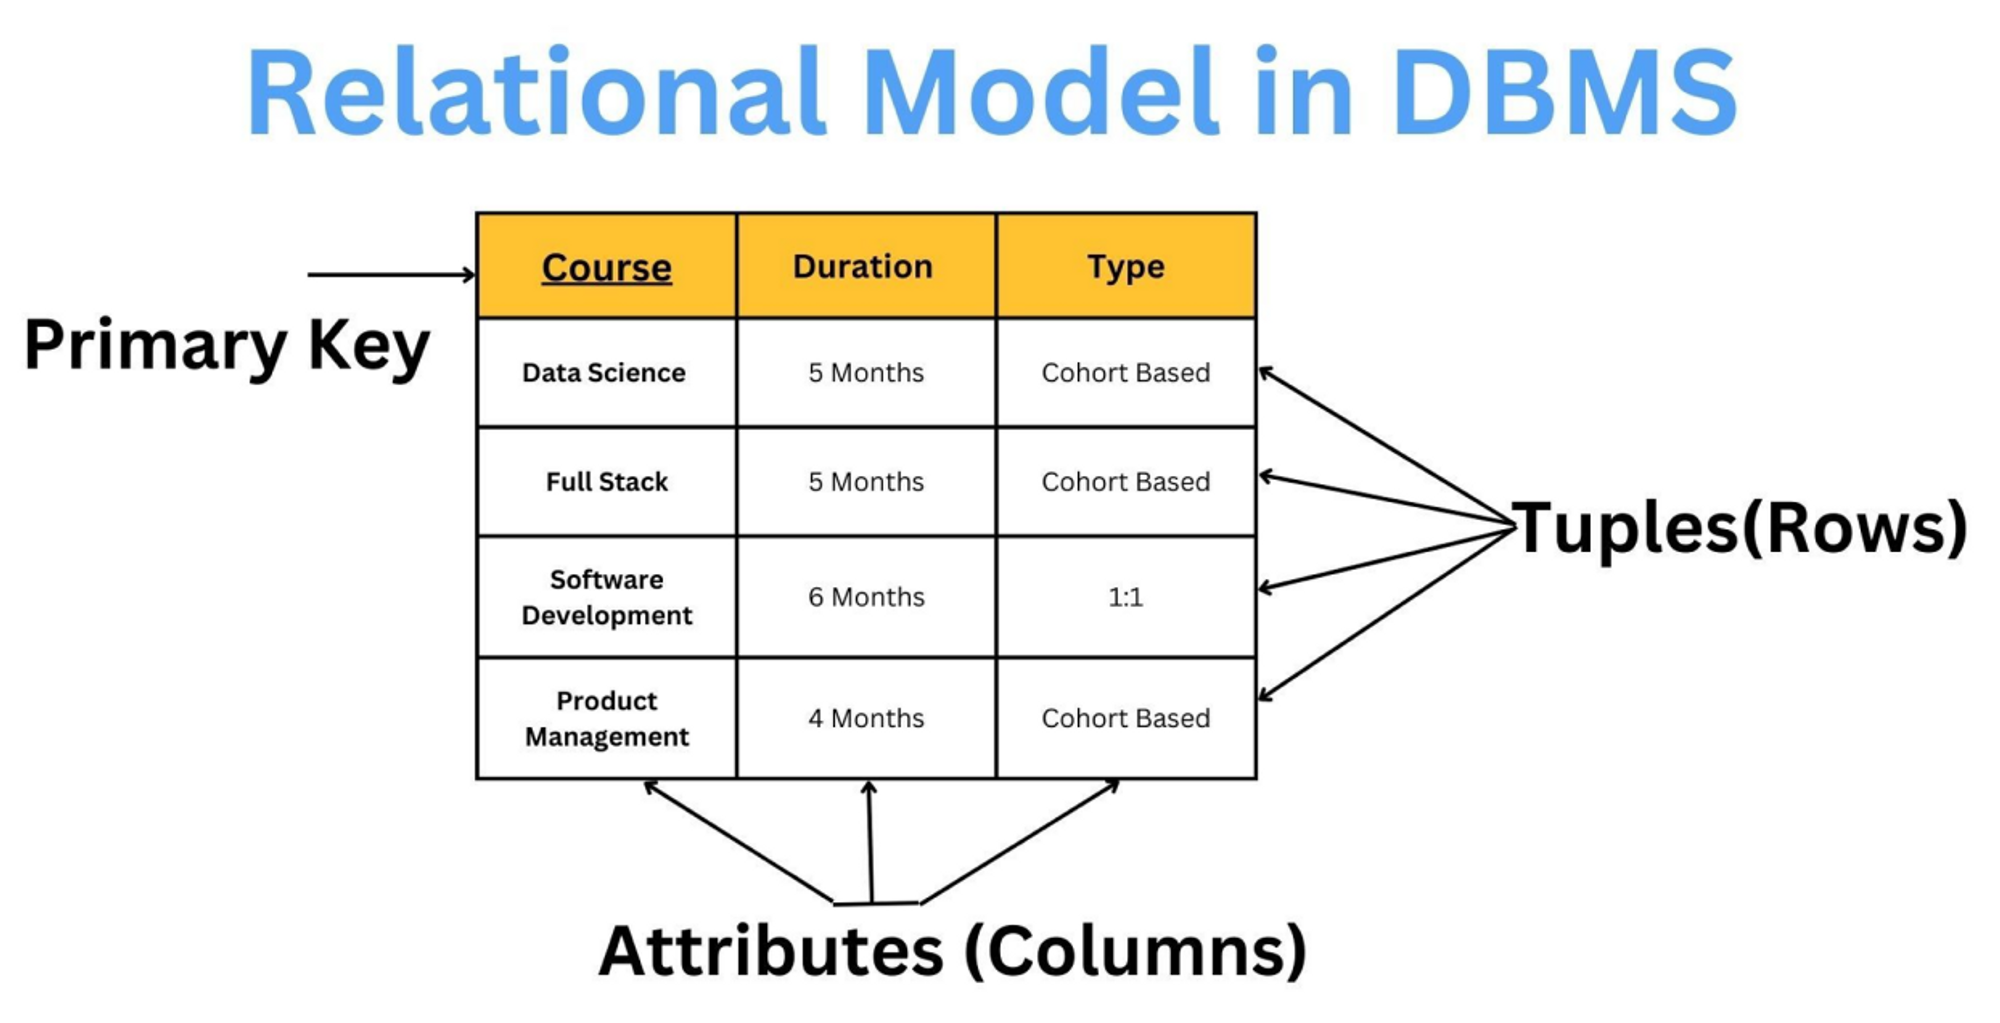 Relational Model in DBMS
Primary Key
Course Duration Type
Data Science 5 Months Cohort Based
Full Stack 5 Months Cohort Based
Software
Development 6 Months 1:1
Product
Management 4 Months Cohort Based
Tuples(Rows)
Attributes (Columns)